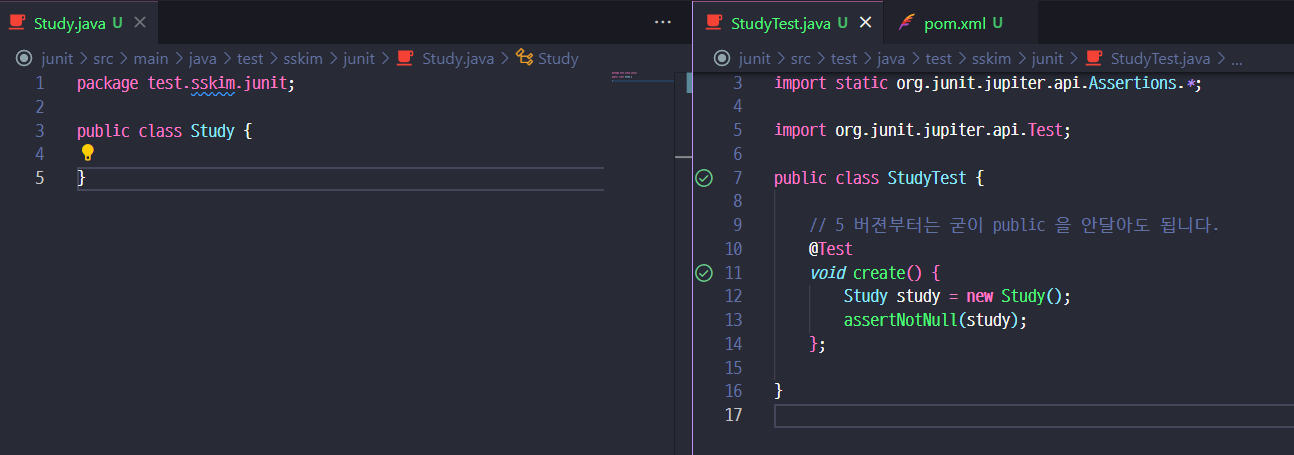 Study.java U
junit > src > main > java > test > sskim > junit > Study.java > Study
1 package test.sskim.junit;
2
3 public class Study {
4
5 }
StudyTest.java U
pom.xml U
junit > src > test > java > test > sskim > junit > StudyTest.java > ...
3 import static org.junit.jupiter.api.Assertions.*;
4
5 import org.junit.jupiter.api.Test;
6
7 public class StudyTest {
8
9 // 5 버젼부터는 굳이 public 을 안달아도 됩니다.
10 @Test
11 void create() {
12 Study study = new Study();
13 assertNotNull(study);
14 };
15
16 }
17